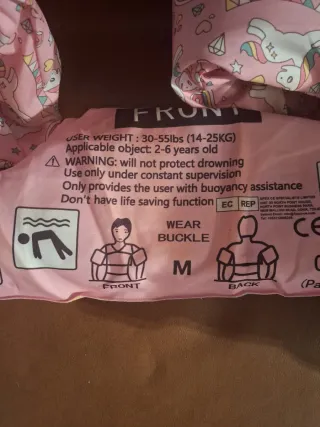 FRONT
USER WEIGHT : 30-55lbs (14-25KG)
Applicable object: 2-6 years old
WARNING: will not protect drowning
Use only under constant supervision
Only provides the user with buoyancy assistance
Don't have life saving function
EC REP
CE
WEAR
BUCKLE
M
FRONT
BACK
(Pa